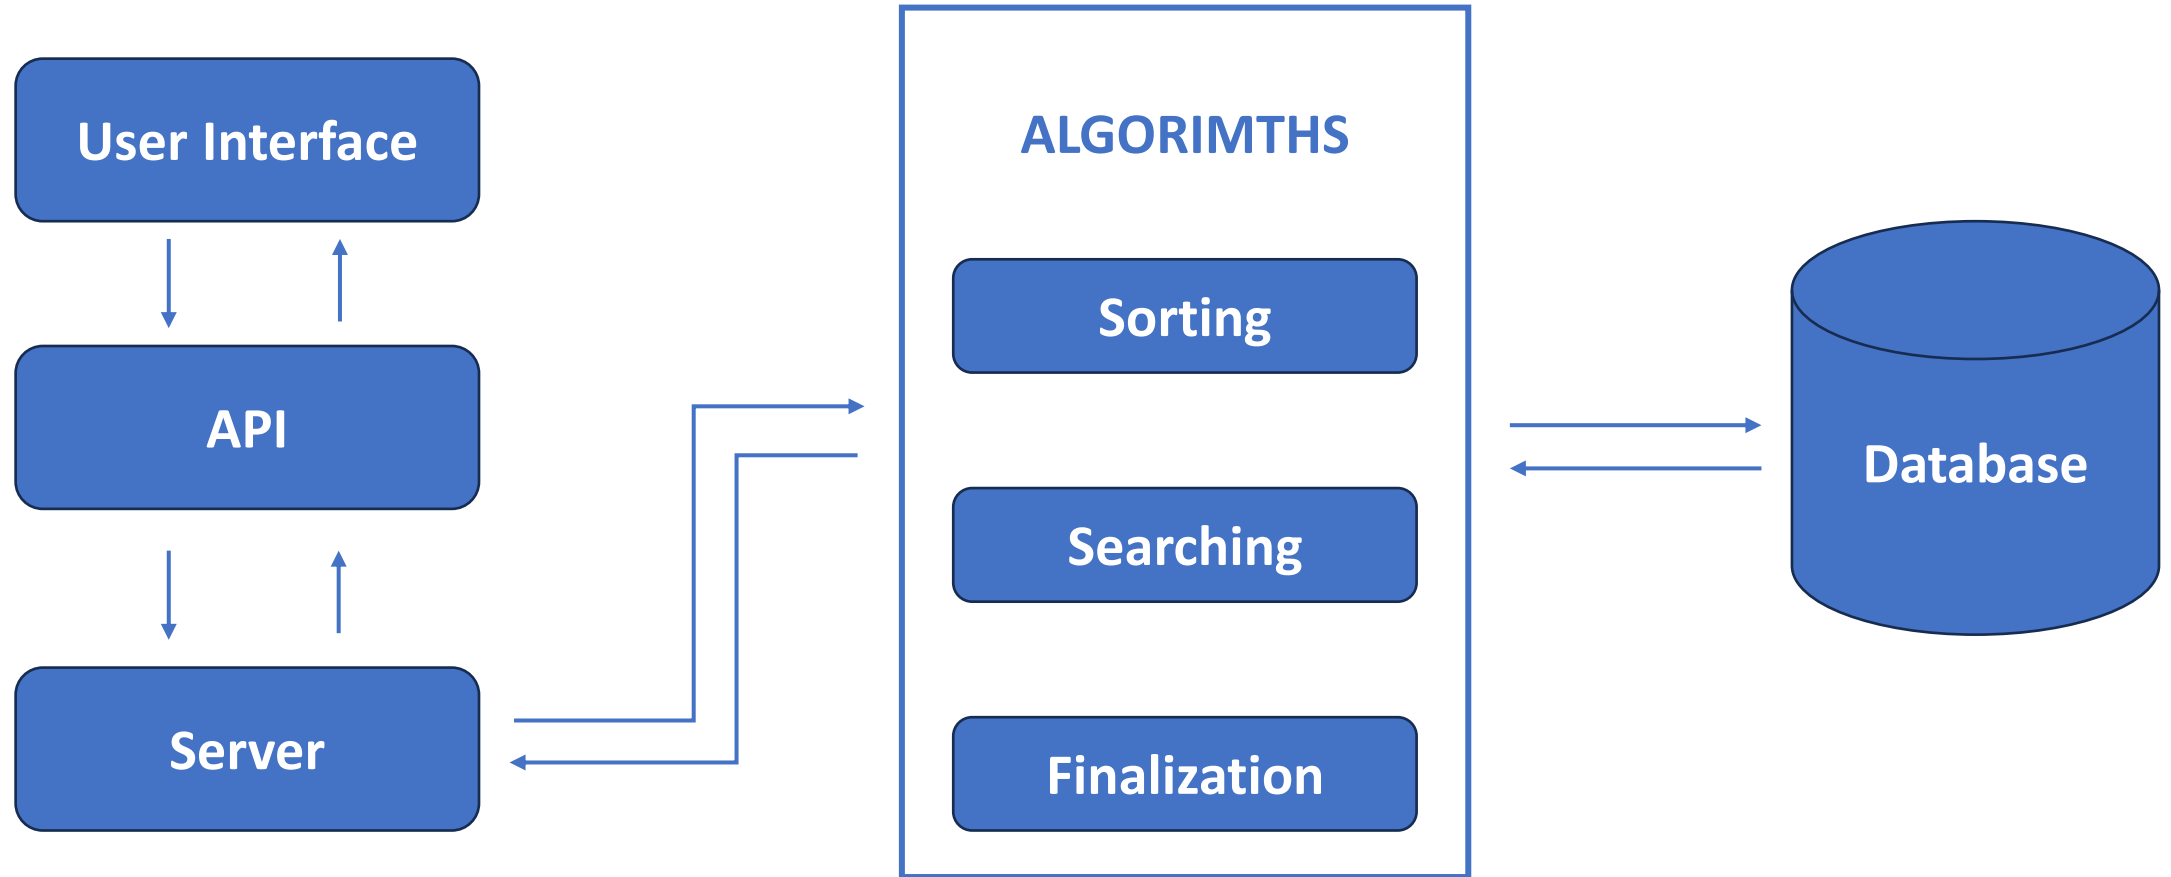 User Interface
API
Server
ALGORIMTHS
Sorting
Searching
Finalization
Database